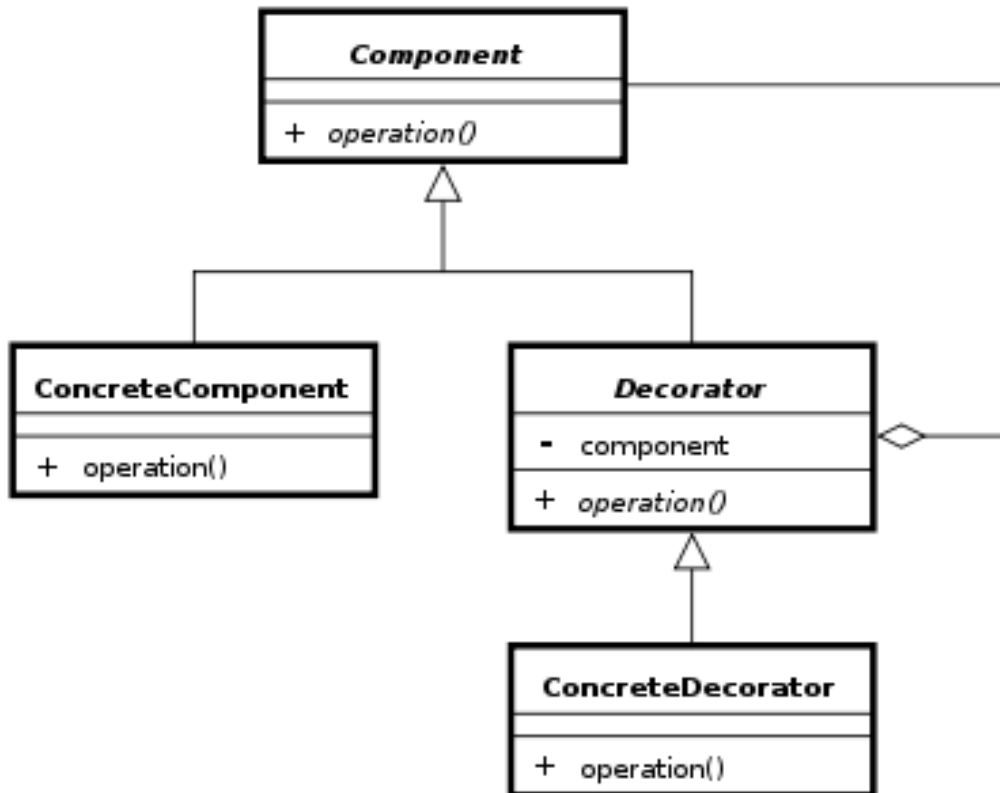 Component
+ operation()
ConcreteComponent
+ operation()
Decorator
- component
+ operation()
ConcreteDecorator
+ operation()